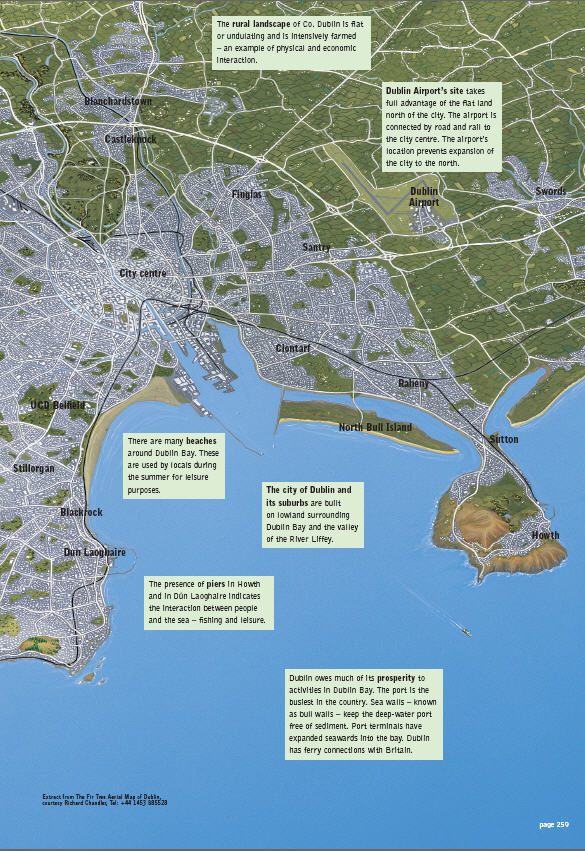 The rural landscape of Co. Dublin is flat
or undulating and is intensively farmed
– an example of physical and economic
interaction.
Dublin Airport's site takes
full advantage of the flat land
north of the city. The airport is
connected by road and rail to
the city centre. The airport's
location prevents expansion of
the city to the north.
Blanchardstown
Castleknock
Finglas
Dublin
Airport
Swords
Santry
City centre
Clontarf
Raheny
UCD Belfield
North Bull Island
Sutton
There are many beaches
around Dublin Bay. These
are used by locals during
the summer for leisure
purposes.
Stillorgan
The city of Dublin and
its suburbs are built
on lowland surrounding
Dublin Bay and the valley
of the River Liffey.
Blackrock
Howth
Dún Laoghaire
The presence of piers in Howth
and in Dún Laoghaire indicates
the interaction between people
and the sea – fishing and leisure.
Dublin owes much of its prosperity to
activities in Dublin Bay. The port is the
busiest in the country. Sea walls – known
as bull walls – keep the deep-water port
free of sediment. Port terminals have
expanded seawards into the bay. Dublin
has ferry connections with Britain.
Extract from The Fir Tree Aerial Map of Dublin,
courtesy Richard Chandler, Tel: +44 1453 885528
page 259